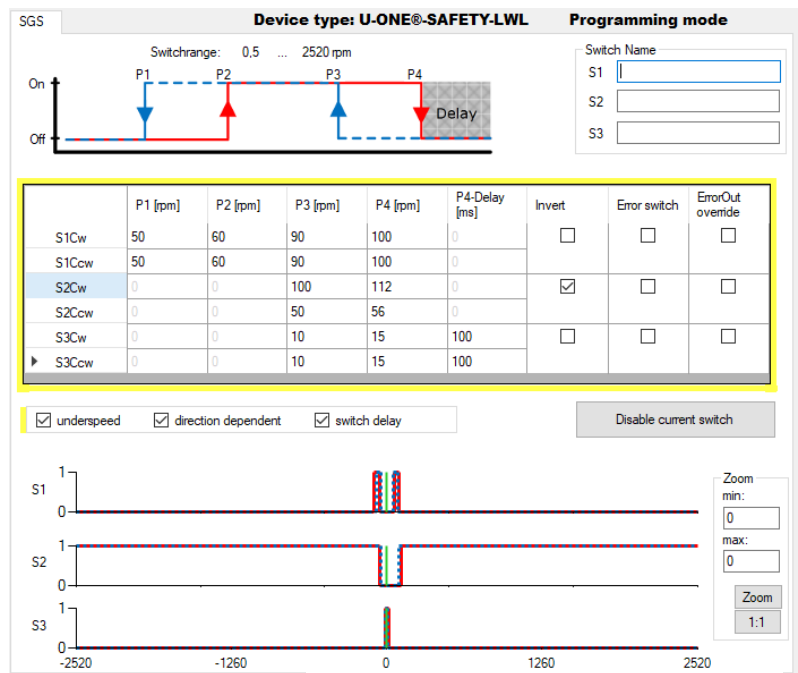 SGS Device type: U-ONE®-SAFETY-LWL Programming mode
Switchrange: 0,5 ... 2520 rpm
On P1 P2 P3 P4
Delay
Off
Switch Name
S1
S2
S3
P1 [rpm] P2 [rpm] P3 [rpm] P4 [rpm] P4-Delay [ms] Invert Error switch ErrorOut override
S1Cw 50 60 90 100 0
S1Ccw 50 60 90 100 0
S2Cw 0 0 100 112 0
S2Ccw 0 0 50 56 0
S3Cw 0 0 10 15 100
S3Ccw 0 0 10 15 100
underspeed direction dependent switch delay Disable current switch
S1 1 0
S2 1 0
S3 1 0
-2520 -1260 0 1260 2520
Zoom
min:
0
max:
0
Zoom
1:1